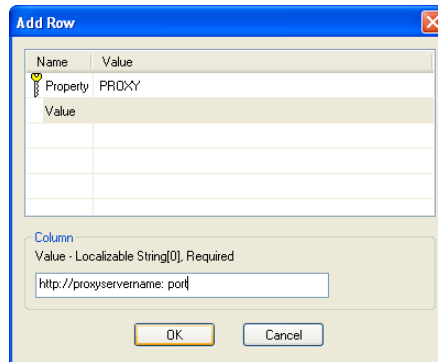 Add Row
Name Value
Property PROXY
Value
Column
Value - Localizable String[0], Required
http://proxyservername: port
OK Cancel